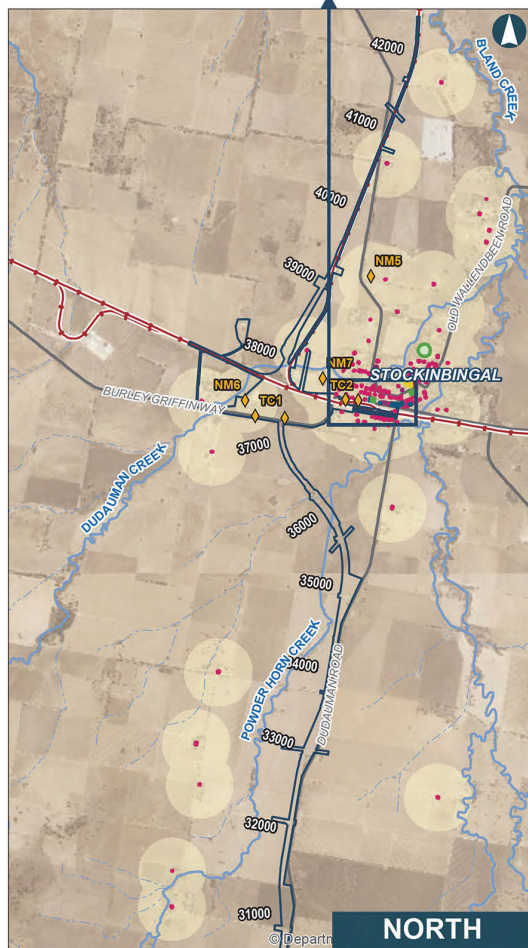 42000
BLAND CREEK
41000
40000
OLD WALLENDBEEN ROAD
39000
NM5
38000
NM7
STOCKINBINGAL
NM6
TC2
BURLEY GRIFFIN WAY
TC1
37000
DUDAUMAN CREEK
36000
35000
POWDER HORN CREEK
34000
DUDAUMAN ROAD
33000
32000
31000
© Departm
NORTH